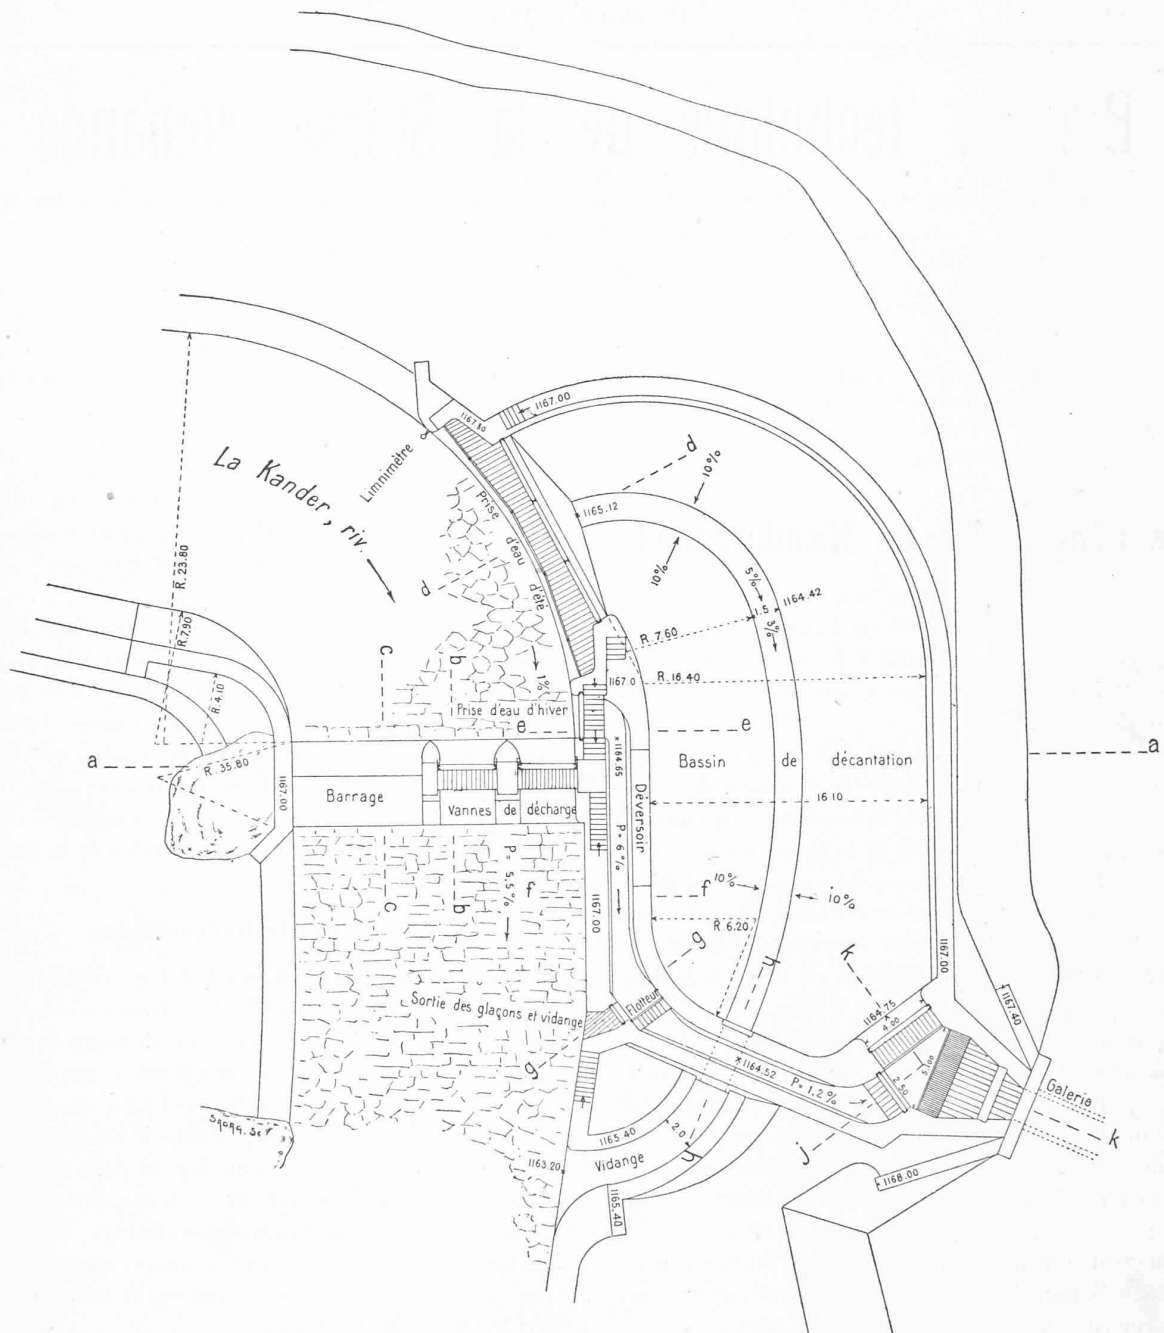 1167.00
1167.80
d
Limnimètre
La Kander, riv.
Prise d'eau d'été
10%
1165.12
10%
5%
1.5
1164.42
3%
R. 23.80
R. 7.90
R. 4.10
d
c
b
1%
R. 7.60
R. 16.40
1167.0
Prise d'eau d'hiver
e
e
a
a
R. 35.80
1167.00
1164.65
Barrage
Vannes de décharge
Bassin de décantation
16.10
Déversoir
P = 6 %
P = 5,5 %
c
b
f
f
10%
10%
1167.00
R. 6.20
g
h
k
1167.00
1164.75
4.00
1167.40
Sortie des glaçons et vidange
Flotteur
g
1164.52
P = 1.2 %
2.50
5.00
Galerie
k
j
1165.40
2.0
h
1163.20
Vidange
1165.40
1168.00